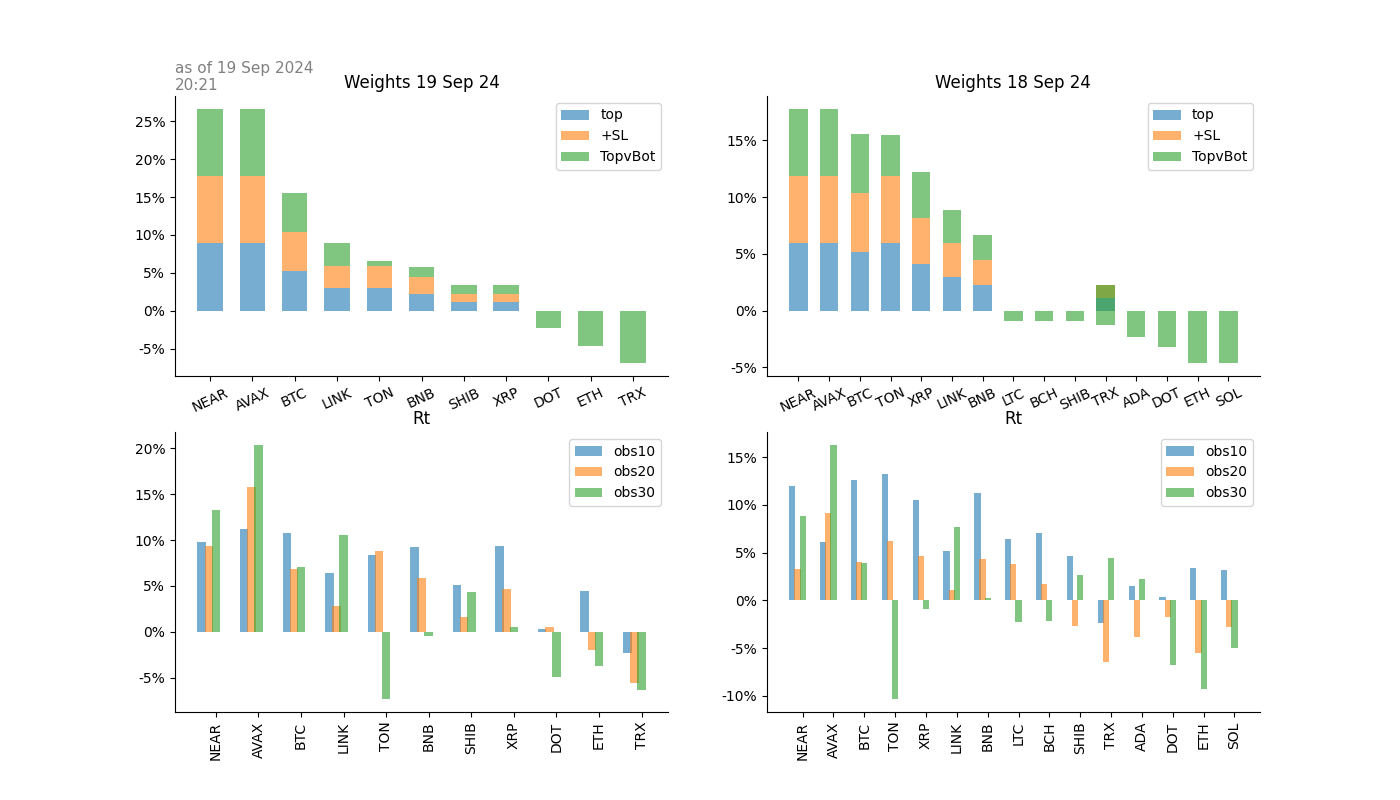 as of 19 Sep 2024
20:21
Weights 19 Sep 24
25%
20%
15%
10%
5%
0%
-5%
top
+SL
TopvBot
NEAR AVAX BTC LINK TON BNB SHIB XRP DOT ETH TRX
Weights 18 Sep 24
15%
10%
5%
0%
-5%
top
+SL
TopvBot
NEAR AVAX BTC TON XRP LINK BNB LTC BCH SHIB TRX ADA DOT ETH SOL
Rt
20%
15%
10%
5%
0%
-5%
obs10
obs20
obs30
NEAR AVAX BTC LINK TON BNB SHIB XRP DOT ETH TRX
Rt
15%
10%
5%
0%
-5%
-10%
obs10
obs20
obs30
NEAR AVAX BTC TON XRP LINK BNB LTC BCH SHIB TRX ADA DOT ETH SOL